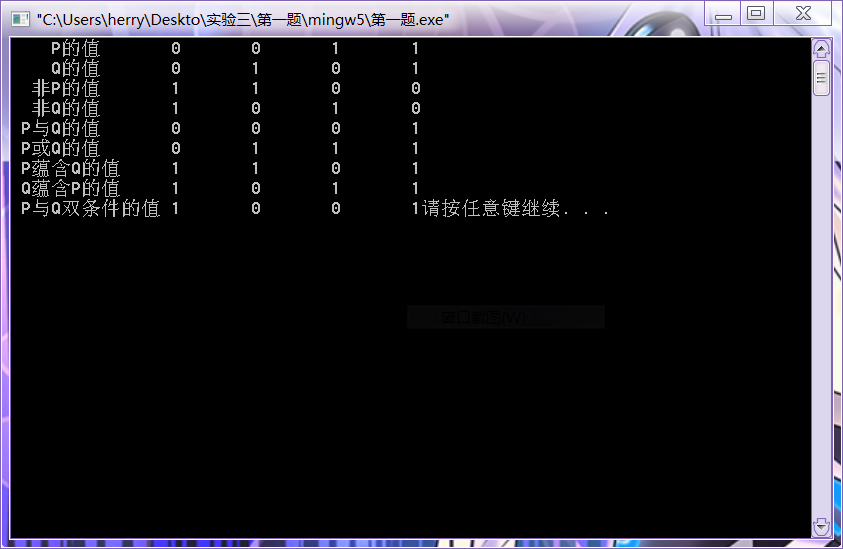 "C:\Users\herry\Deskto\实验三\第一题\mingw5\第一题.exe"
P的值 0 0 1 1
Q的值 0 1 0 1
非P的值 1 1 0 0
非Q的值 1 0 1 0
P与Q的值 0 0 0 1
P或Q的值 0 1 1 1
P蕴含Q的值 1 1 0 1
Q蕴含P的值 1 0 1 1
P与Q双条件的值 1 0 0 1请按任意键继续. . .
窗口截图(W)